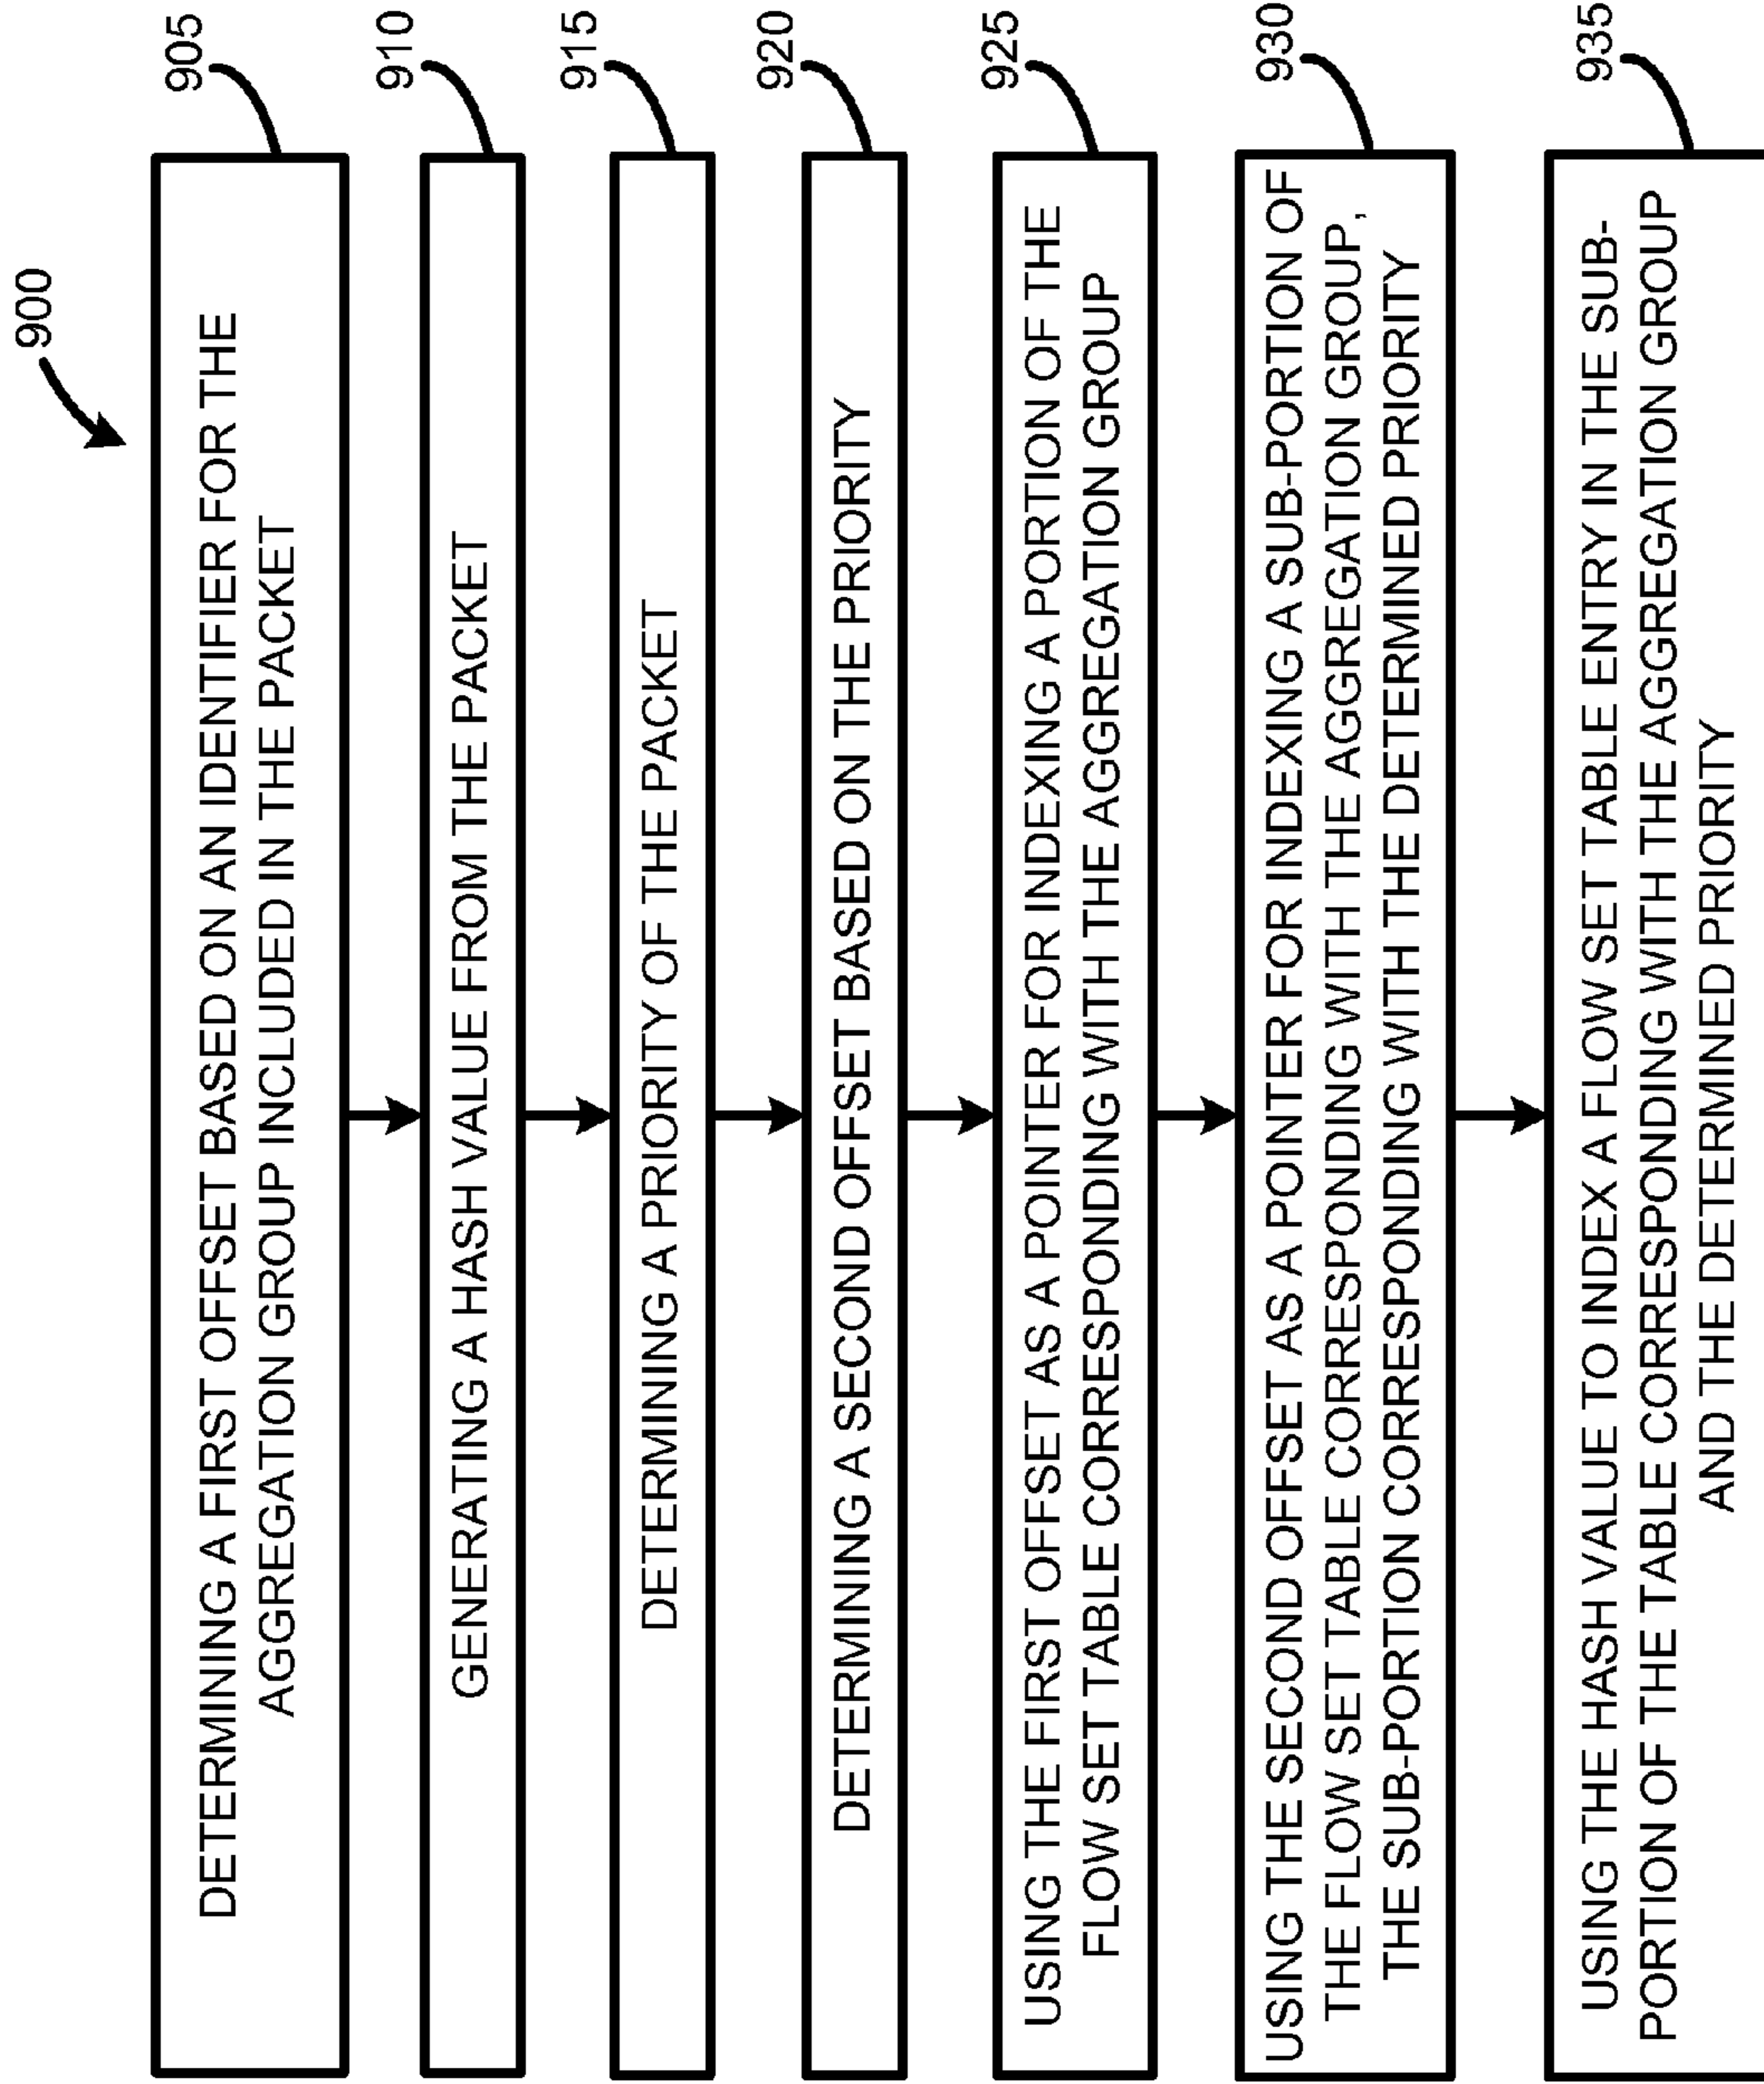 900
905
DETERMINING A FIRST OFFSET BASED ON AN IDENTIFIER FOR THE
AGGREGATION GROUP INCLUDED IN THE PACKET
910
GENERATING A HASH VALUE FROM THE PACKET
915
DETERMINING A PRIORITY OF THE PACKET
920
DETERMINING A SECOND OFFSET BASED ON THE PRIORITY
925
USING THE FIRST OFFSET AS A POINTER FOR INDEXING A PORTION OF THE
FLOW SET TABLE CORRESPONDING WITH THE AGGREGATION GROUP
930
USING THE SECOND OFFSET AS A POINTER FOR INDEXING A SUB-PORTION OF
THE FLOW SET TABLE CORRESPONDING WITH THE AGGREGATION GROUP,
THE SUB-PORTION CORRESPONDING WITH THE DETERMINED PRIORITY
935
USING THE HASH VALUE TO INDEX A FLOW SET TABLE ENTRY IN THE SUB-
PORTION OF THE TABLE CORRESPONDING WITH THE AGGREGATION GROUP
AND THE DETERMINED PRIORITY